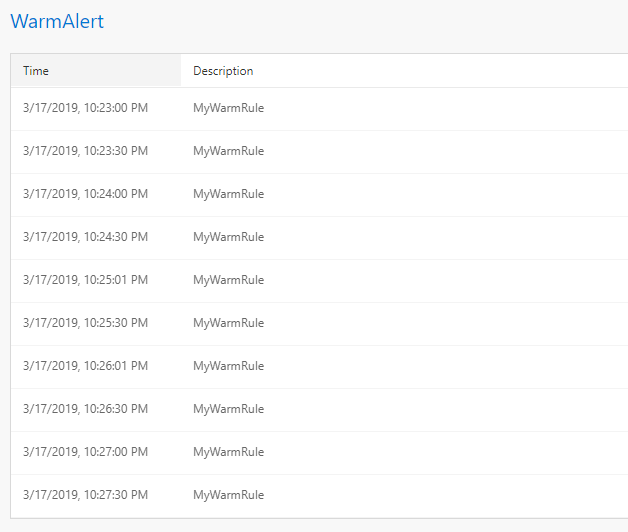 WarmAlert
Time Description
3/17/2019, 10:23:00 PM MyWarmRule
3/17/2019, 10:23:30 PM MyWarmRule
3/17/2019, 10:24:00 PM MyWarmRule
3/17/2019, 10:24:30 PM MyWarmRule
3/17/2019, 10:25:01 PM MyWarmRule
3/17/2019, 10:25:30 PM MyWarmRule
3/17/2019, 10:26:01 PM MyWarmRule
3/17/2019, 10:26:30 PM MyWarmRule
3/17/2019, 10:27:00 PM MyWarmRule
3/17/2019, 10:27:30 PM MyWarmRule